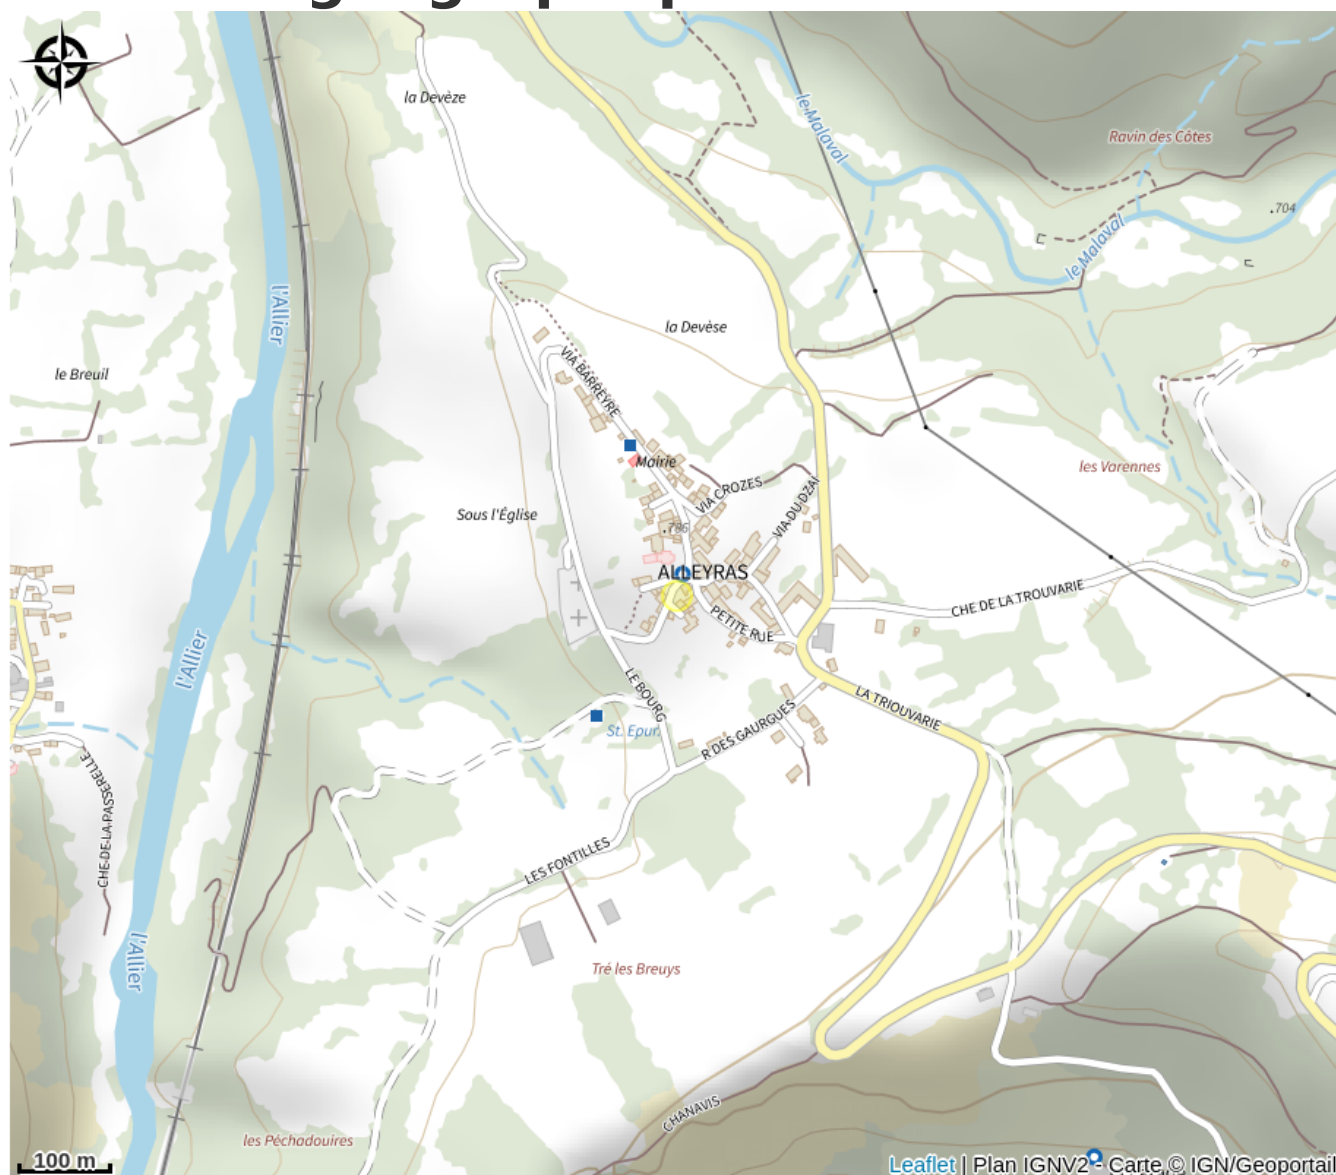 la Devèze
le Malaval
Ravin des Côtes
.704
le Malaval
l'Allier
la Devèse
le Breuil
VIA BARREYRE
Mairie
les Varennes
VIA CROZES
VIA DU DZAI
Sous l'Église
.786
ALLEYRAS
CHE DE LA TROUVARIE
PETITE RUE
l'Allier
LE BOURG
LA TRIOUVARIE
St. Epur.
R DES GAURGUES
CHE DE LA PASSERELLE
LES FONTILLES
l'Allier
Tré les Breuys
CHANAVIS
les Péchadouires
100 m
Leaflet | Plan IGNV2 - Carte © IGN/Geoportail